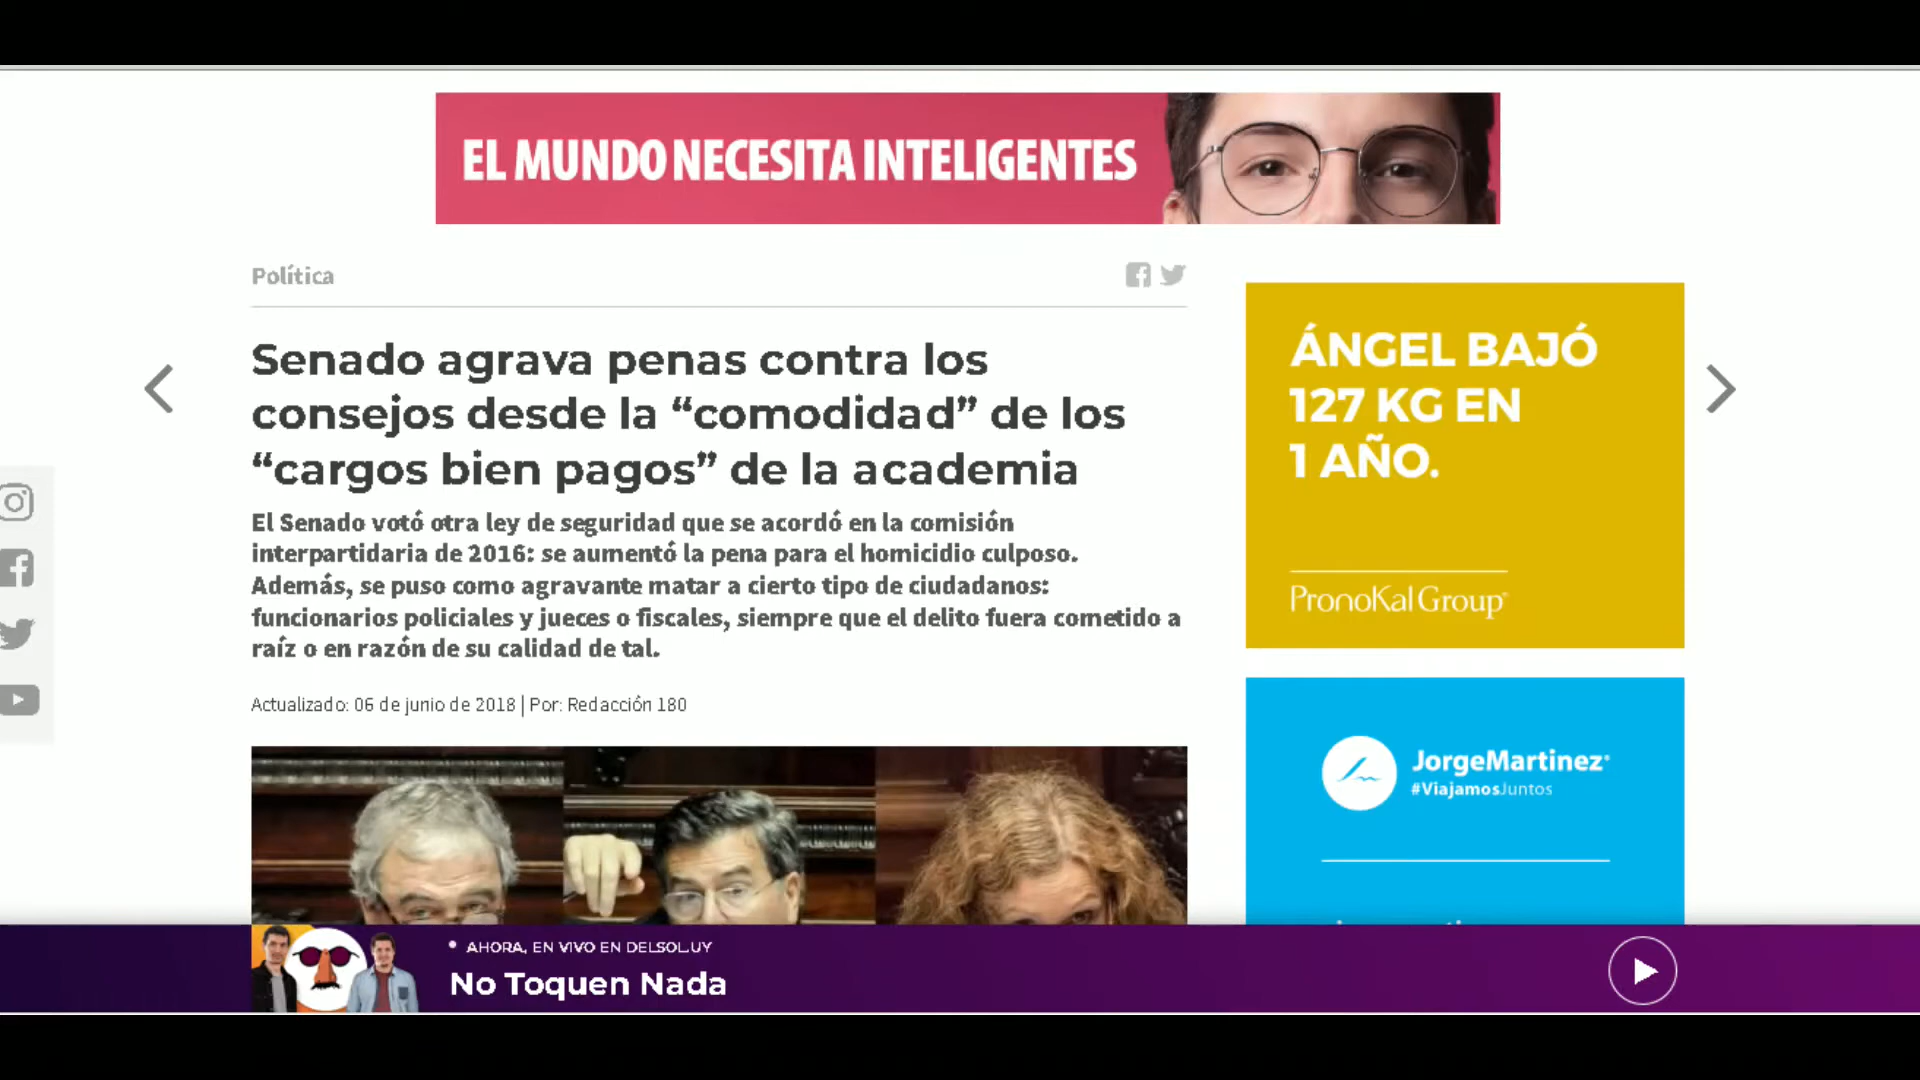 EL MUNDO NECESITA INTELIGENTES
Política
Senado agrava penas contra los
consejos desde la “comodidad” de los
“cargos bien pagos” de la academia
El Senado votó otra ley de seguridad que se acordó en la comisión
interpartidaria de 2016: se aumentó la pena para el homicidio culposo.
Además, se puso como agravante matar a cierto tipo de ciudadanos:
funcionarios policiales y jueces o fiscales, siempre que el delito fuera cometido a
raíz o en razón de su calidad de tal.
Actualizado: 06 de junio de 2018 | Por: Redacción 180
ÁNGEL BAJÓ
127 KG EN
1 AÑO.
PronoKal Group
JorgeMartinez
#ViajamosJuntos
AHORA, EN VIVO EN DELSOL.UY
No Toquen Nada